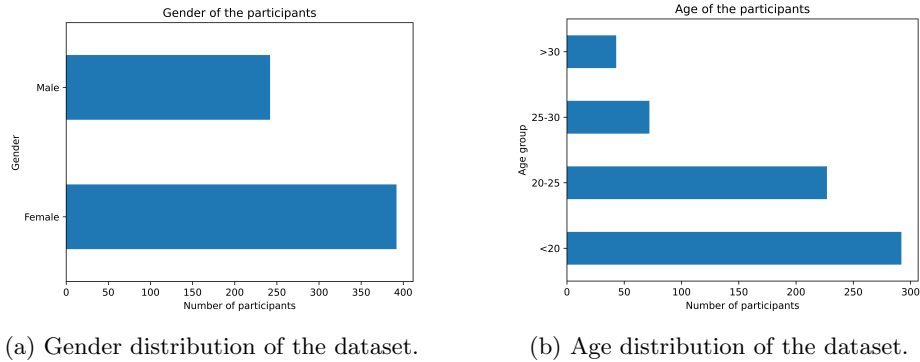 Gender of the participants
Male
Gender
Female
0 50 100 150 200 250 300 350 400
Number of participants
(a) Gender distribution of the dataset.
Age of the participants
>30
25-30
Age group
20-25
<20
0 50 100 150 200 250 300
Number of participants
(b) Age distribution of the dataset.